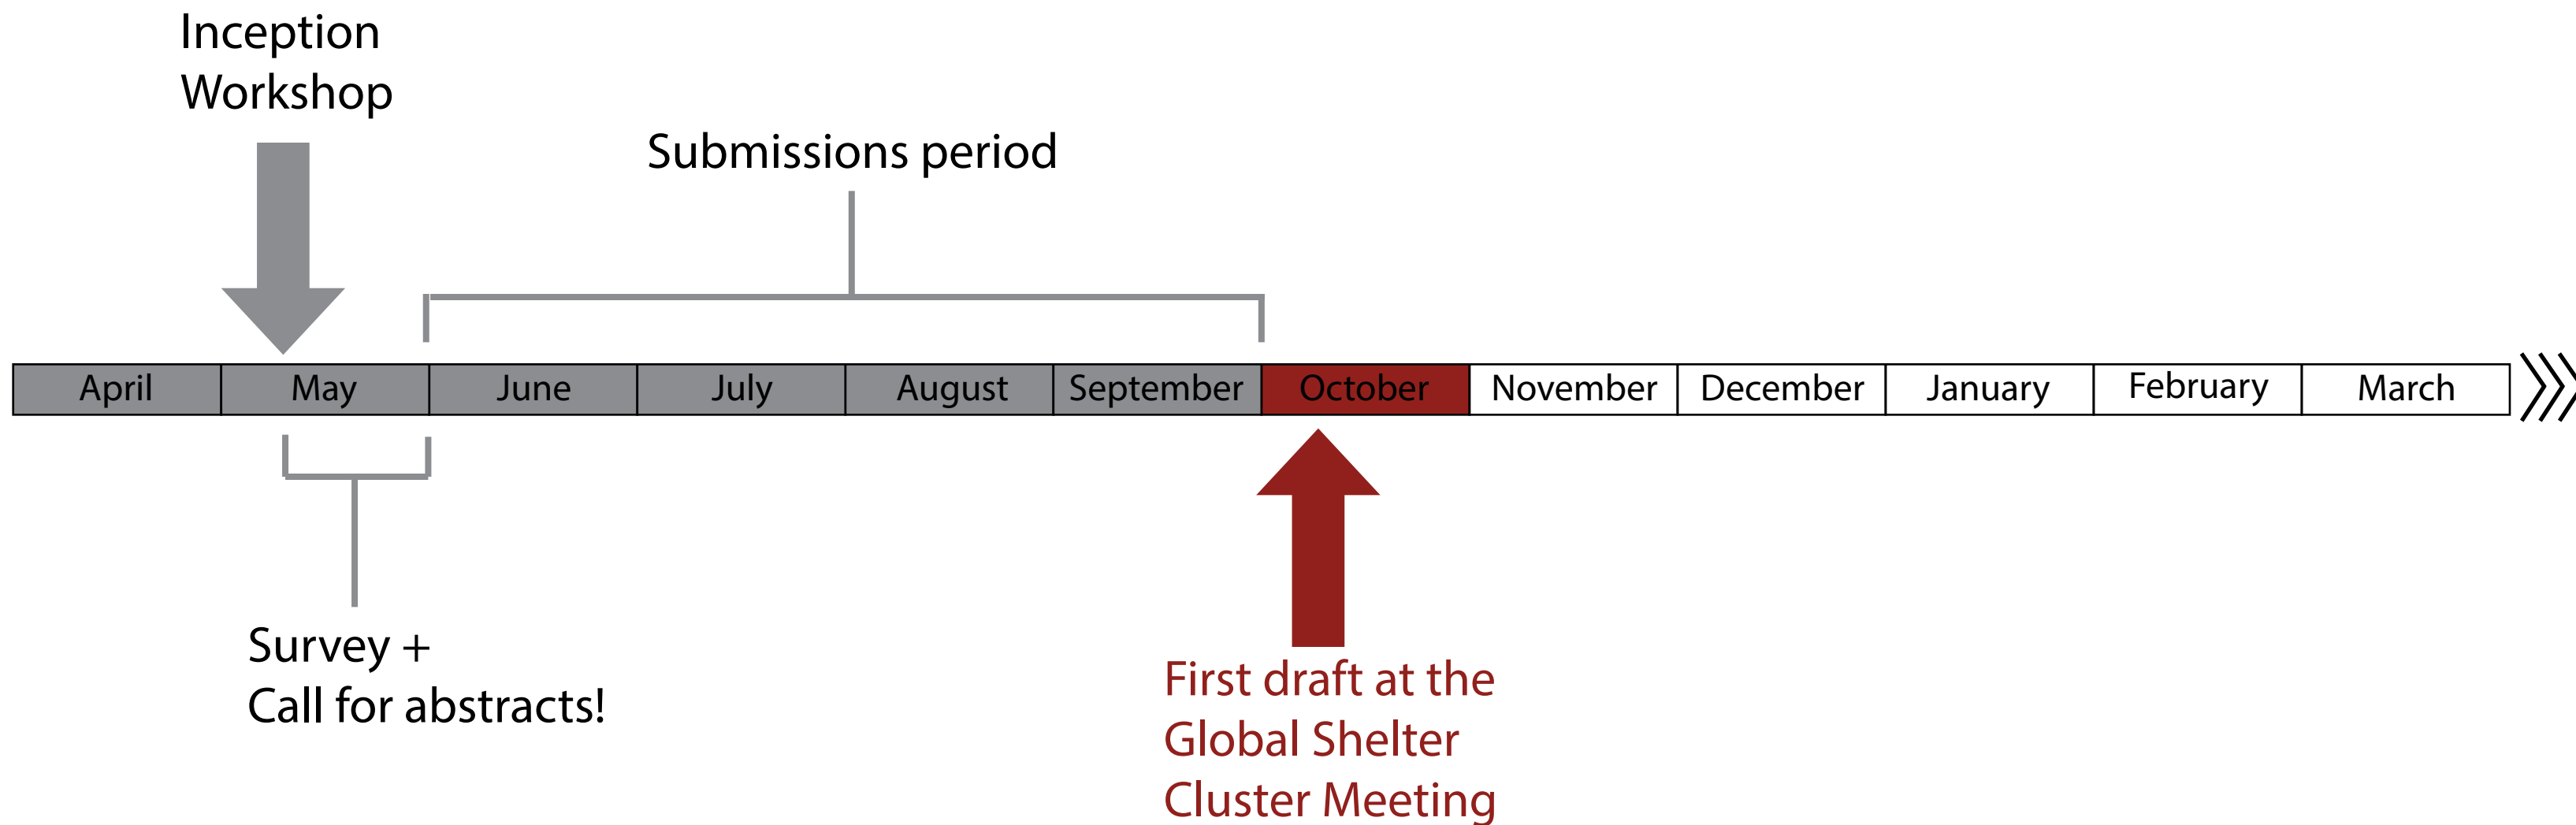 Inception
Workshop
Submissions period
April May June July August September October November December January February March
Survey +
Call for abstracts!
First draft at the
Global Shelter
Cluster Meeting